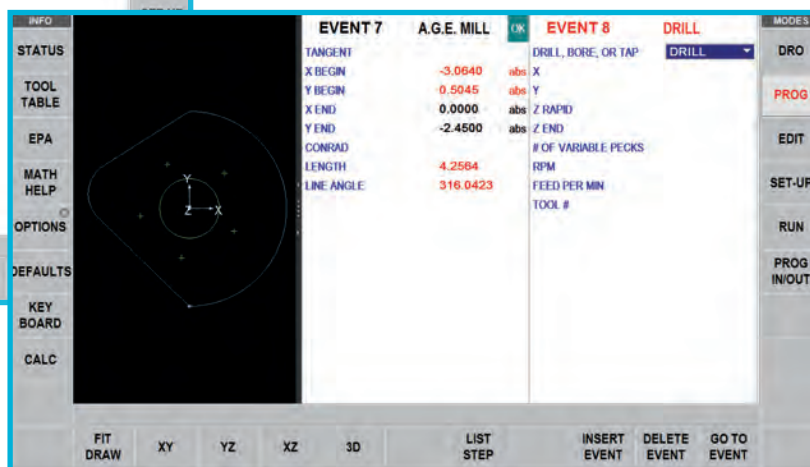 INFO
STATUS
TOOL
TABLE
EPA
MATH
HELP
OPTIONS
DEFAULTS
KEY
BOARD
CALC
Y
Z X
EVENT 7 A.G.E. MILL OK
TANGENT
X BEGIN -3.0640 abs
Y BEGIN 0.5045 abs
X END 0.0000 abs
Y END -2.4500 abs
CONRAD
LENGTH 4.2564
LINE ANGLE 316.0423
EVENT 8 DRILL
DRILL, BORE, OR TAP DRILL
X
Y
Z RAPID
Z END
# OF VARIABLE PECKS
RPM
FEED PER MIN
TOOL #
MODES
DRO
PROG
EDIT
SET-UP
RUN
PROG
IN/OUT
FIT
DRAW
XY
YZ
XZ
3D
LIST
STEP
INSERT
EVENT
DELETE
EVENT
GO TO
EVENT